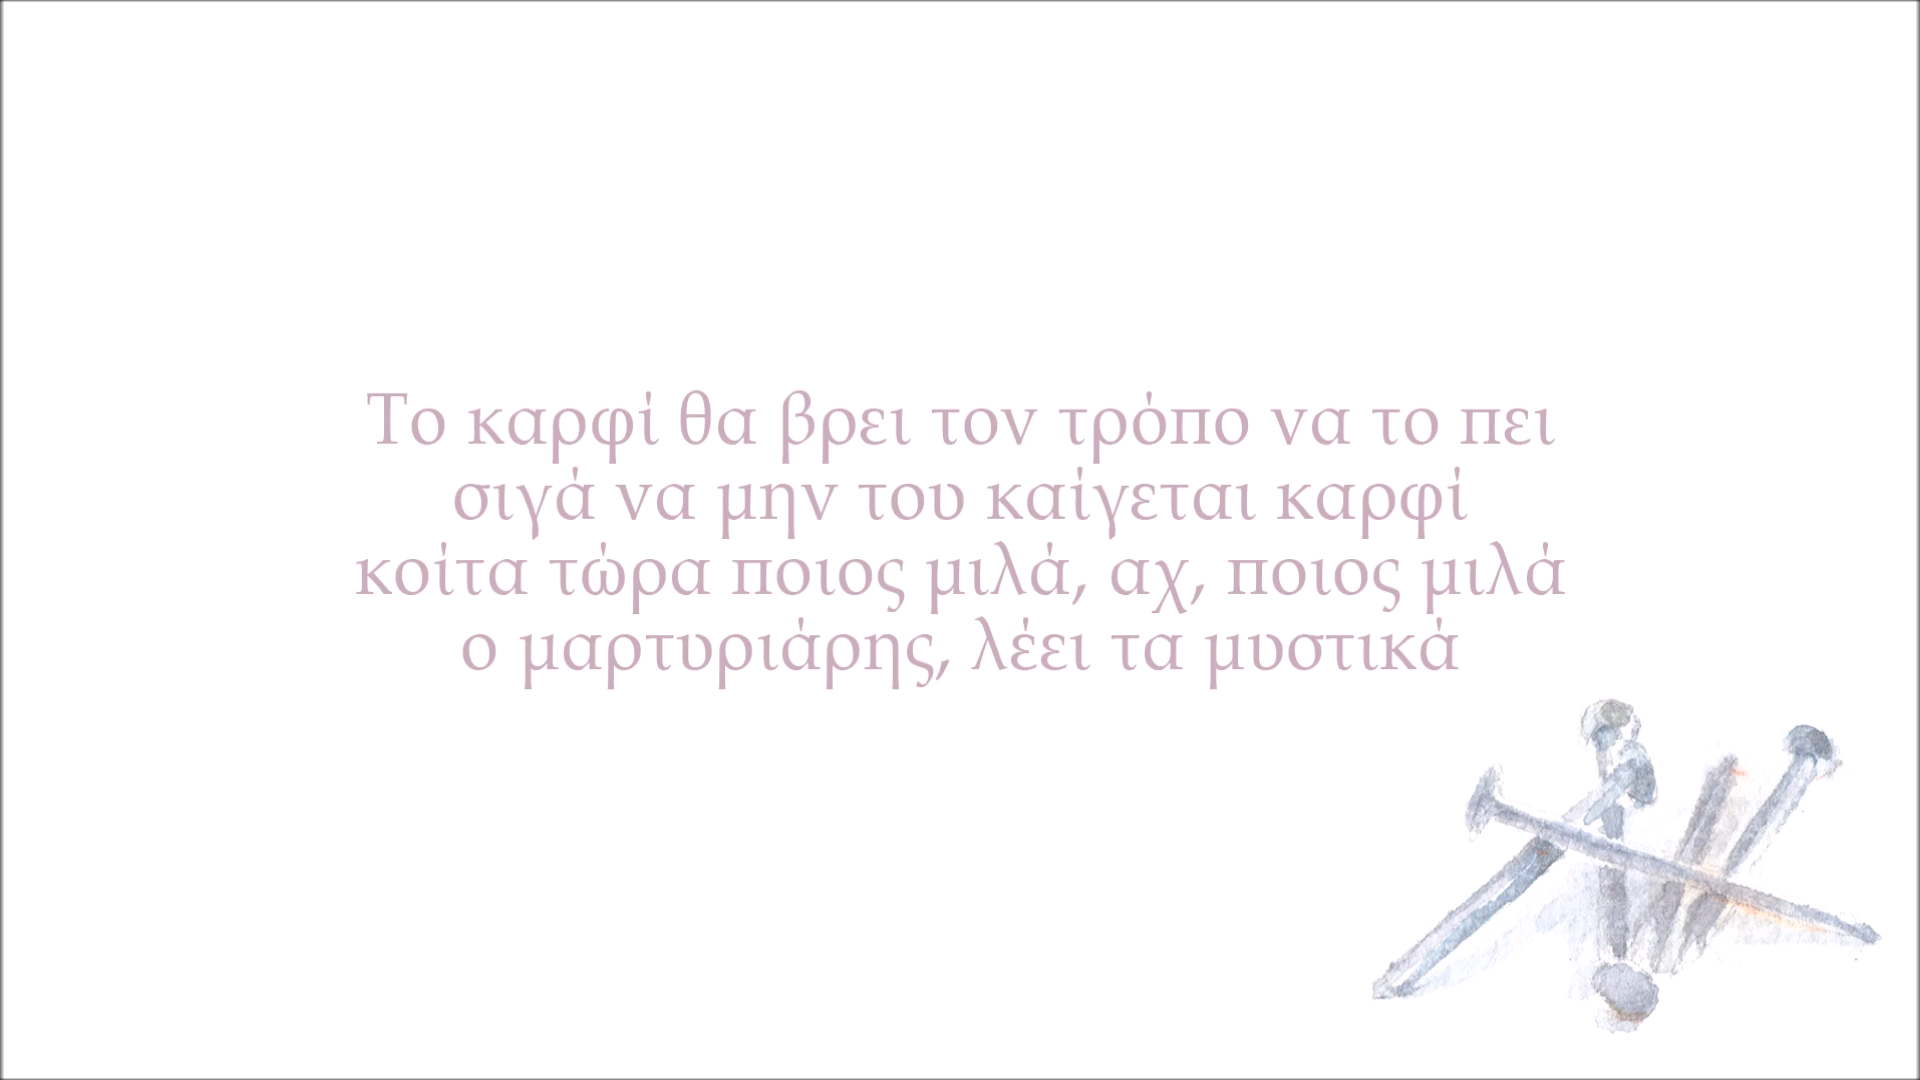 Το καρφί θα βρει τον τρόπο να το πει
σιγά να μην του καίγεται καρφί
κοίτα τώρα ποιος μιλά, αχ, ποιος μιλά
ο μαρτυριάρης, λέει τα μυστικά